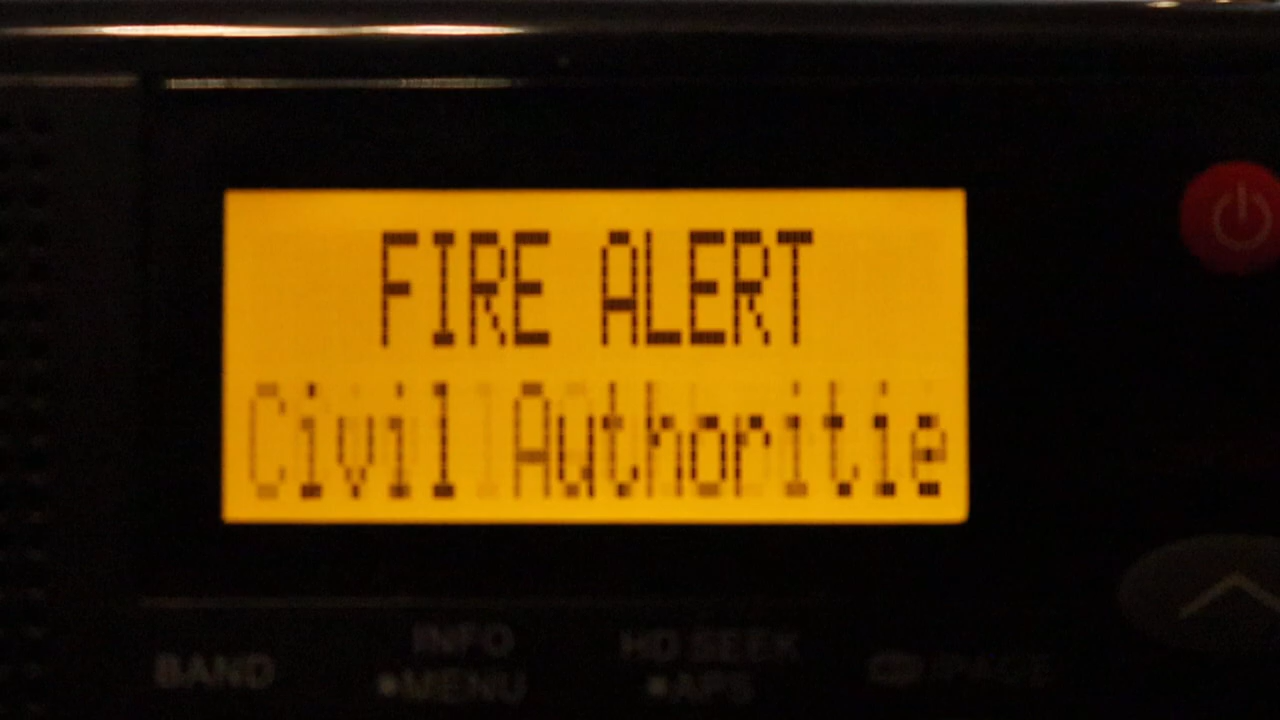 FIRE ALERT
Civil Authoritie
BAND
INFO
MENU
HD SEEK
APS